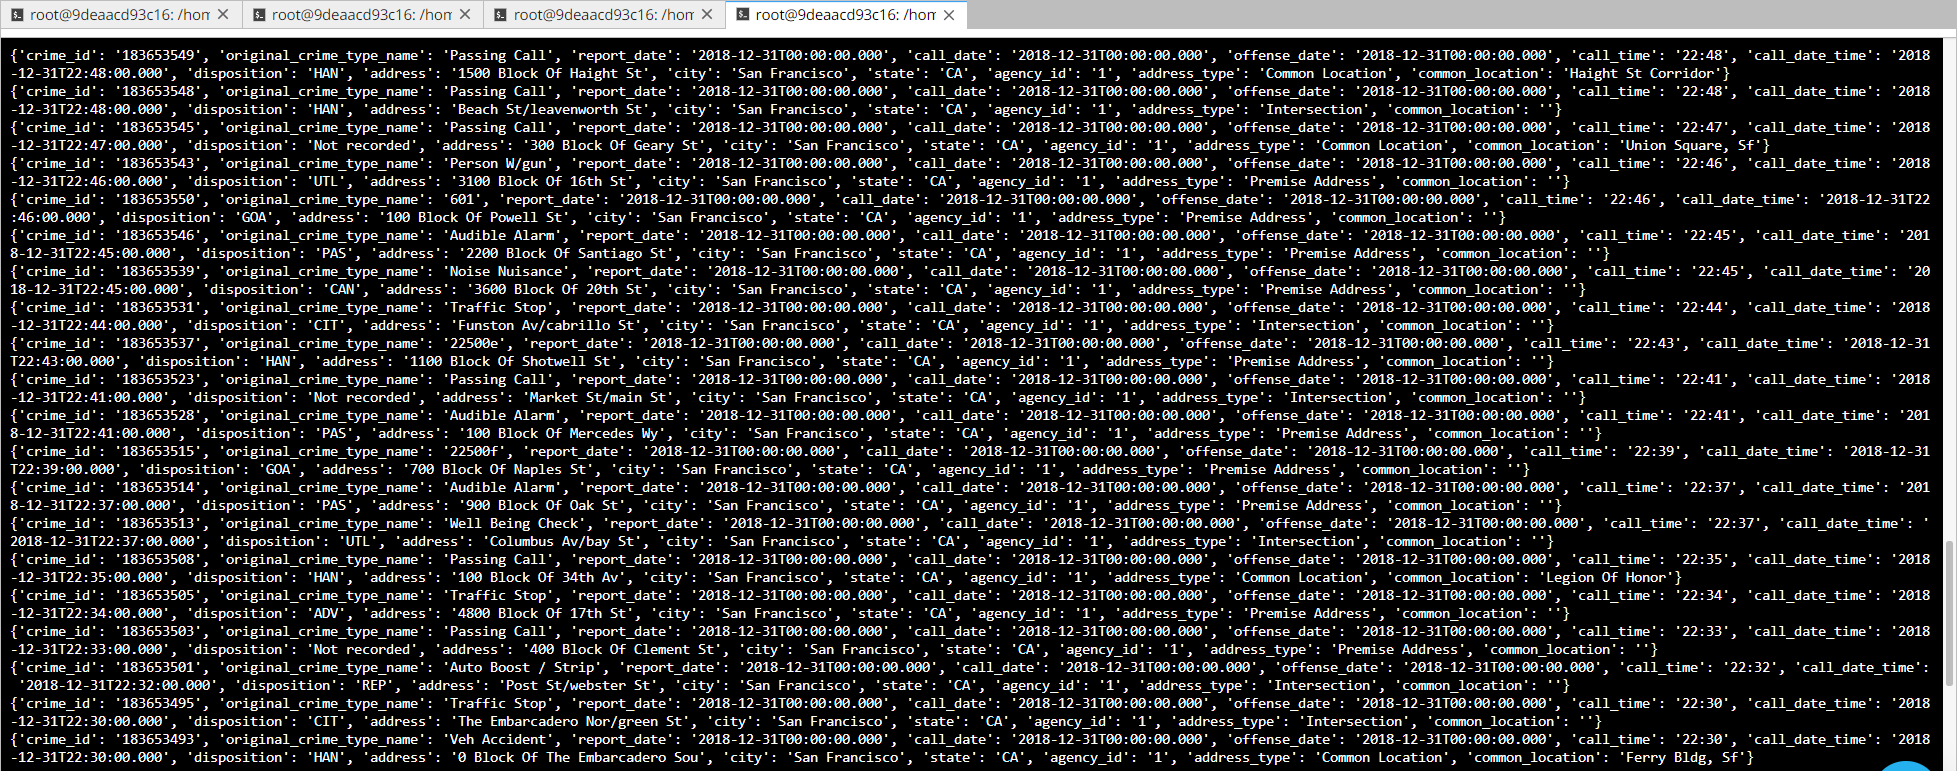 root@9deaacd93c16: /hom × root@9deaacd93c16: /hom × root@9deaacd93c16: /hom × root@9deaacd93c16: /hom ×
{'crime_id': '183653549', 'original_crime_type_name': 'Passing Call', 'report_date': '2018-12-31T00:00:00.000', 'call_date': '2018-12-31T00:00:00.000', 'offense_date': '2018-12-31T00:00:00.000', 'call_time': '22:48', 'call_date_time': '2018
-12-31T22:48:00.000', 'disposition': 'HAN', 'address': '1500 Block Of Haight St', 'city': 'San Francisco', 'state': 'CA', 'agency_id': '1', 'address_type': 'Common Location', 'common_location': 'Haight St Corridor'}
{'crime_id': '183653548', 'original_crime_type_name': 'Passing Call', 'report_date': '2018-12-31T00:00:00.000', 'call_date': '2018-12-31T00:00:00.000', 'offense_date': '2018-12-31T00:00:00.000', 'call_time': '22:48', 'call_date_time': '2018
-12-31T22:48:00.000', 'disposition': 'HAN', 'address': 'Beach St/leavenworth St', 'city': 'San Francisco', 'state': 'CA', 'agency_id': '1', 'address_type': 'Intersection', 'common_location': ''}
{'crime_id': '183653545', 'original_crime_type_name': 'Passing Call', 'report_date': '2018-12-31T00:00:00.000', 'call_date': '2018-12-31T00:00:00.000', 'offense_date': '2018-12-31T00:00:00.000', 'call_time': '22:47', 'call_date_time': '2018
-12-31T22:47:00.000', 'disposition': 'Not recorded', 'address': '300 Block Of Geary St', 'city': 'San Francisco', 'state': 'CA', 'agency_id': '1', 'address_type': 'Common Location', 'common_location': 'Union Square, Sf'}
{'crime_id': '183653543', 'original_crime_type_name': 'Person W/gun', 'report_date': '2018-12-31T00:00:00.000', 'call_date': '2018-12-31T00:00:00.000', 'offense_date': '2018-12-31T00:00:00.000', 'call_time': '22:46', 'call_date_time': '2018
-12-31T22:46:00.000', 'disposition': 'UTL', 'address': '3100 Block Of 16th St', 'city': 'San Francisco', 'state': 'CA', 'agency_id': '1', 'address_type': 'Premise Address', 'common_location': ''}
{'crime_id': '183653550', 'original_crime_type_name': '601', 'report_date': '2018-12-31T00:00:00.000', 'call_date': '2018-12-31T00:00:00.000', 'offense_date': '2018-12-31T00:00:00.000', 'call_time': '22:46', 'call_date_time': '2018-12-31T22
:46:00.000', 'disposition': 'GOA', 'address': '100 Block Of Powell St', 'city': 'San Francisco', 'state': 'CA', 'agency_id': '1', 'address_type': 'Premise Address', 'common_location': ''}
{'crime_id': '183653546', 'original_crime_type_name': 'Audible Alarm', 'report_date': '2018-12-31T00:00:00.000', 'call_date': '2018-12-31T00:00:00.000', 'offense_date': '2018-12-31T00:00:00.000', 'call_time': '22:45', 'call_date_time': '201
8-12-31T22:45:00.000', 'disposition': 'PAS', 'address': '2200 Block Of Santiago St', 'city': 'San Francisco', 'state': 'CA', 'agency_id': '1', 'address_type': 'Premise Address', 'common_location': ''}
{'crime_id': '183653539', 'original_crime_type_name': 'Noise Nuisance', 'report_date': '2018-12-31T00:00:00.000', 'call_date': '2018-12-31T00:00:00.000', 'offense_date': '2018-12-31T00:00:00.000', 'call_time': '22:45', 'call_date_time': '20
18-12-31T22:45:00.000', 'disposition': 'CAN', 'address': '3600 Block Of 20th St', 'city': 'San Francisco', 'state': 'CA', 'agency_id': '1', 'address_type': 'Premise Address', 'common_location': ''}
{'crime_id': '183653531', 'original_crime_type_name': 'Traffic Stop', 'report_date': '2018-12-31T00:00:00.000', 'call_date': '2018-12-31T00:00:00.000', 'offense_date': '2018-12-31T00:00:00.000', 'call_time': '22:44', 'call_date_time': '2018
-12-31T22:44:00.000', 'disposition': 'CIT', 'address': 'Funston Av/cabrillo St', 'city': 'San Francisco', 'state': 'CA', 'agency_id': '1', 'address_type': 'Intersection', 'common_location': ''}
{'crime_id': '183653537', 'original_crime_type_name': '22500e', 'report_date': '2018-12-31T00:00:00.000', 'call_date': '2018-12-31T00:00:00.000', 'offense_date': '2018-12-31T00:00:00.000', 'call_time': '22:43', 'call_date_time': '2018-12-31
T22:43:00.000', 'disposition': 'HAN', 'address': '1100 Block Of Shotwell St', 'city': 'San Francisco', 'state': 'CA', 'agency_id': '1', 'address_type': 'Premise Address', 'common_location': ''}
{'crime_id': '183653523', 'original_crime_type_name': 'Passing Call', 'report_date': '2018-12-31T00:00:00.000', 'call_date': '2018-12-31T00:00:00.000', 'offense_date': '2018-12-31T00:00:00.000', 'call_time': '22:41', 'call_date_time': '2018
-12-31T22:41:00.000', 'disposition': 'Not recorded', 'address': 'Market St/main St', 'city': 'San Francisco', 'state': 'CA', 'agency_id': '1', 'address_type': 'Intersection', 'common_location': ''}
{'crime_id': '183653528', 'original_crime_type_name': 'Audible Alarm', 'report_date': '2018-12-31T00:00:00.000', 'call_date': '2018-12-31T00:00:00.000', 'offense_date': '2018-12-31T00:00:00.000', 'call_time': '22:41', 'call_date_time': '201
8-12-31T22:41:00.000', 'disposition': 'PAS', 'address': '100 Block Of Mercedes Wy', 'city': 'San Francisco', 'state': 'CA', 'agency_id': '1', 'address_type': 'Premise Address', 'common_location': ''}
{'crime_id': '183653515', 'original_crime_type_name': '22500f', 'report_date': '2018-12-31T00:00:00.000', 'call_date': '2018-12-31T00:00:00.000', 'offense_date': '2018-12-31T00:00:00.000', 'call_time': '22:39', 'call_date_time': '2018-12-31
T22:39:00.000', 'disposition': 'GOA', 'address': '700 Block Of Naples St', 'city': 'San Francisco', 'state': 'CA', 'agency_id': '1', 'address_type': 'Premise Address', 'common_location': ''}
{'crime_id': '183653514', 'original_crime_type_name': 'Audible Alarm', 'report_date': '2018-12-31T00:00:00.000', 'call_date': '2018-12-31T00:00:00.000', 'offense_date': '2018-12-31T00:00:00.000', 'call_time': '22:37', 'call_date_time': '201
8-12-31T22:37:00.000', 'disposition': 'PAS', 'address': '900 Block Of Oak St', 'city': 'San Francisco', 'state': 'CA', 'agency_id': '1', 'address_type': 'Premise Address', 'common_location': ''}
{'crime_id': '183653513', 'original_crime_type_name': 'Well Being Check', 'report_date': '2018-12-31T00:00:00.000', 'call_date': '2018-12-31T00:00:00.000', 'offense_date': '2018-12-31T00:00:00.000', 'call_time': '22:37', 'call_date_time': '
2018-12-31T22:37:00.000', 'disposition': 'UTL', 'address': 'Columbus Av/bay St', 'city': 'San Francisco', 'state': 'CA', 'agency_id': '1', 'address_type': 'Intersection', 'common_location': ''}
{'crime_id': '183653508', 'original_crime_type_name': 'Passing Call', 'report_date': '2018-12-31T00:00:00.000', 'call_date': '2018-12-31T00:00:00.000', 'offense_date': '2018-12-31T00:00:00.000', 'call_time': '22:35', 'call_date_time': '2018
-12-31T22:35:00.000', 'disposition': 'HAN', 'address': '100 Block Of 34th Av', 'city': 'San Francisco', 'state': 'CA', 'agency_id': '1', 'address_type': 'Common Location', 'common_location': 'Legion Of Honor'}
{'crime_id': '183653505', 'original_crime_type_name': 'Traffic Stop', 'report_date': '2018-12-31T00:00:00.000', 'call_date': '2018-12-31T00:00:00.000', 'offense_date': '2018-12-31T00:00:00.000', 'call_time': '22:34', 'call_date_time': '2018
-12-31T22:34:00.000', 'disposition': 'ADV', 'address': '4800 Block Of 17th St', 'city': 'San Francisco', 'state': 'CA', 'agency_id': '1', 'address_type': 'Premise Address', 'common_location': ''}
{'crime_id': '183653503', 'original_crime_type_name': 'Passing Call', 'report_date': '2018-12-31T00:00:00.000', 'call_date': '2018-12-31T00:00:00.000', 'offense_date': '2018-12-31T00:00:00.000', 'call_time': '22:33', 'call_date_time': '2018
-12-31T22:33:00.000', 'disposition': 'Not recorded', 'address': '400 Block Of Clement St', 'city': 'San Francisco', 'state': 'CA', 'agency_id': '1', 'address_type': 'Premise Address', 'common_location': ''}
{'crime_id': '183653501', 'original_crime_type_name': 'Auto Boost / Strip', 'report_date': '2018-12-31T00:00:00.000', 'call_date': '2018-12-31T00:00:00.000', 'offense_date': '2018-12-31T00:00:00.000', 'call_time': '22:32', 'call_date_time':
 '2018-12-31T22:32:00.000', 'disposition': 'REP', 'address': 'Post St/webster St', 'city': 'San Francisco', 'state': 'CA', 'agency_id': '1', 'address_type': 'Intersection', 'common_location': ''}
{'crime_id': '183653495', 'original_crime_type_name': 'Traffic Stop', 'report_date': '2018-12-31T00:00:00.000', 'call_date': '2018-12-31T00:00:00.000', 'offense_date': '2018-12-31T00:00:00.000', 'call_time': '22:30', 'call_date_time': '2018
-12-31T22:30:00.000', 'disposition': 'CIT', 'address': 'The Embarcadero Nor/green St', 'city': 'San Francisco', 'state': 'CA', 'agency_id': '1', 'address_type': 'Intersection', 'common_location': ''}
{'crime_id': '183653493', 'original_crime_type_name': 'Veh Accident', 'report_date': '2018-12-31T00:00:00.000', 'call_date': '2018-12-31T00:00:00.000', 'offense_date': '2018-12-31T00:00:00.000', 'call_time': '22:30', 'call_date_time': '2018
-12-31T22:30:00.000', 'disposition': 'HAN', 'address': '0 Block Of The Embarcadero Sou', 'city': 'San Francisco', 'state': 'CA', 'agency_id': '1', 'address_type': 'Common Location', 'common_location': 'Ferry Bldg, Sf'}